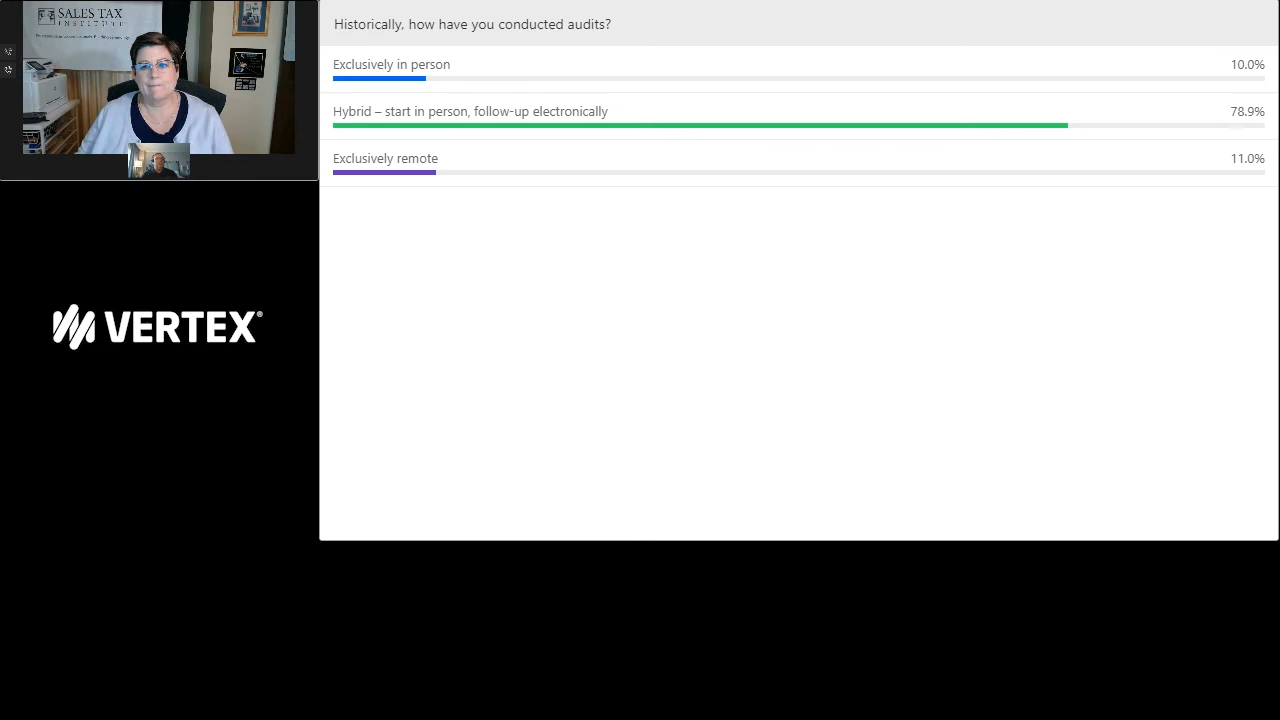 SALES TAX
INSTITUTE
Historically, how have you conducted audits?
Exclusively in person 10.0%
Hybrid – start in person, follow-up electronically 78.9%
Exclusively remote 11.0%
VERTEX®